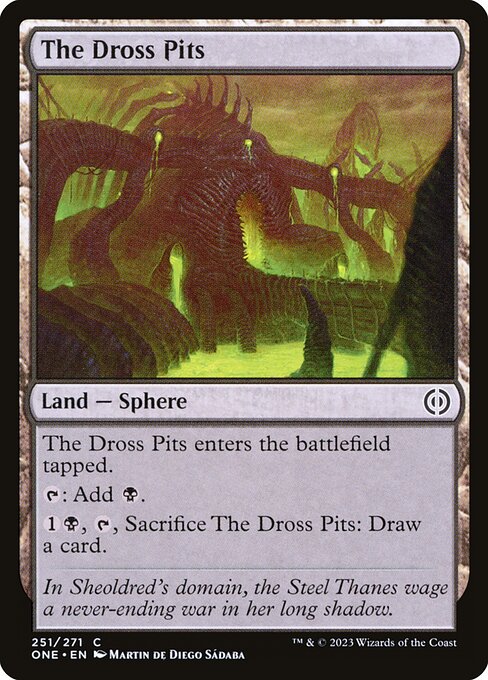 The Dross Pits
Land — Sphere
The Dross Pits enters the battlefield
tapped.
: Add .
1, , Sacrifice The Dross Pits: Draw
a card.
In Sheoldred's domain, the Steel Thanes wage
a never-ending war in her long shadow.
251/271 C
ONE • EN Martin de Diego Sádaba
™ & © 2023 Wizards of the Coast